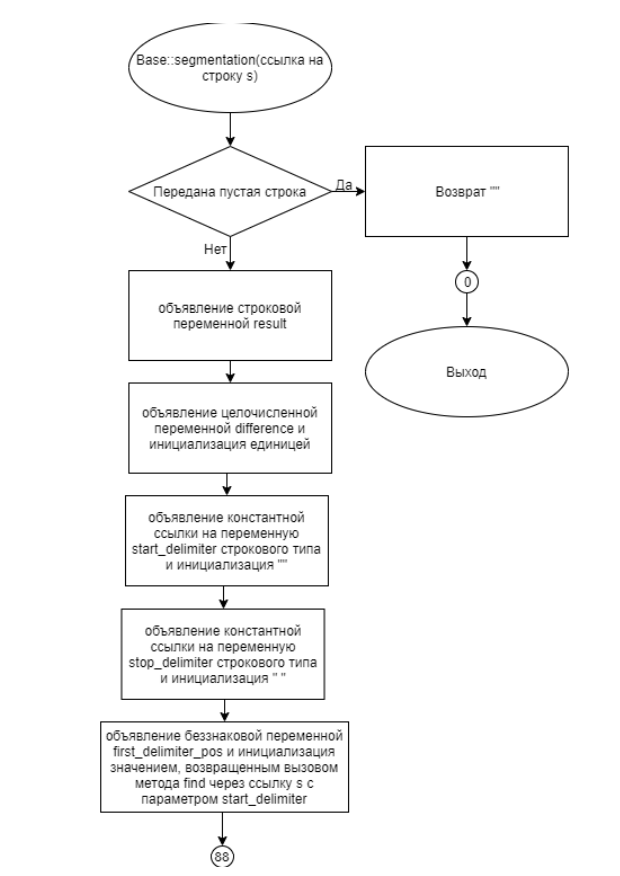 Base::segmentation(ссылка на
строку s)
Передана пустая строка
Да
Возврат ""
Нет
0
объявление строковой
переменной result
Выход
объявление целочисленной
переменной difference и
инициализация единицей
объявление константной
ссылки на переменную
start_delimiter строкового типа
и инициализация ""
объявление константной
ссылки на переменную
stop_delimiter строкового типа
и инициализация " "
объявление беззнаковой переменной
first_delimiter_pos и инициализация
значением, возвращенным вызовом
метода find через ссылку s с
параметром start_delimiter
88